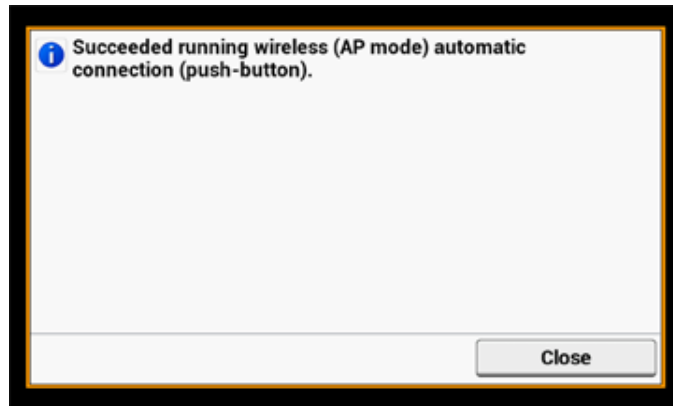 Succeeded running wireless (AP mode) automatic
connection (push-button).
Close